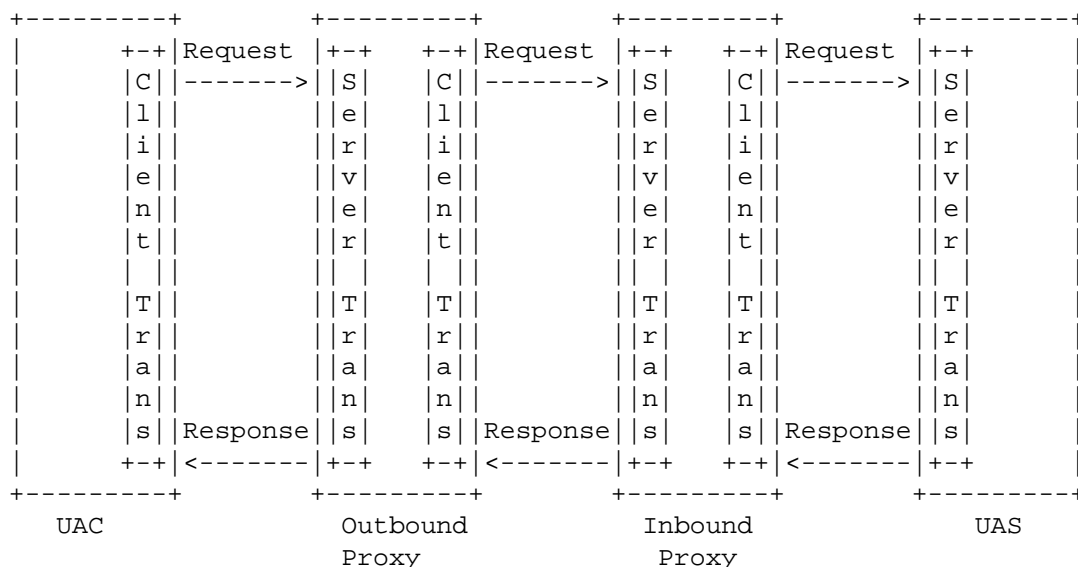 +---------+        +---------+        +---------+        +---------+
|      +-+|Request |+-+   +-+|Request |+-+   +-+|Request |+-+      |
|      |C||------->||S|   |C||------->||S|   |C||------->||S|      |
|      |l||        ||e|   |l||        ||e|   |l||        ||e|      |
|      |i||        ||r|   |i||        ||r|   |i||        ||r|      |
|      |e||        ||v|   |e||        ||v|   |e||        ||v|      |
|      |n||        ||e|   |n||        ||e|   |n||        ||e|      |
|      |t||        ||r|   |t||        ||r|   |t||        ||r|      |
|      | ||        || |   | ||        || |   | ||        || |      |
|      |T||        ||T|   |T||        ||T|   |T||        ||T|      |
|      |r||        ||r|   |r||        ||r|   |r||        ||r|      |
|      |a||        ||a|   |a||        ||a|   |a||        ||a|      |
|      |n||        ||n|   |n||        ||n|   |n||        ||n|      |
|      |s||Response||s|   |s||Response||s|   |s||Response||s|      |
|      +-+|<-------|+-+   +-+|<-------|+-+   +-+|<-------|+-+      |
+---------+        +---------+        +---------+        +---------+
   UAC               Outbound           Inbound              UAS
                     Proxy               Proxy